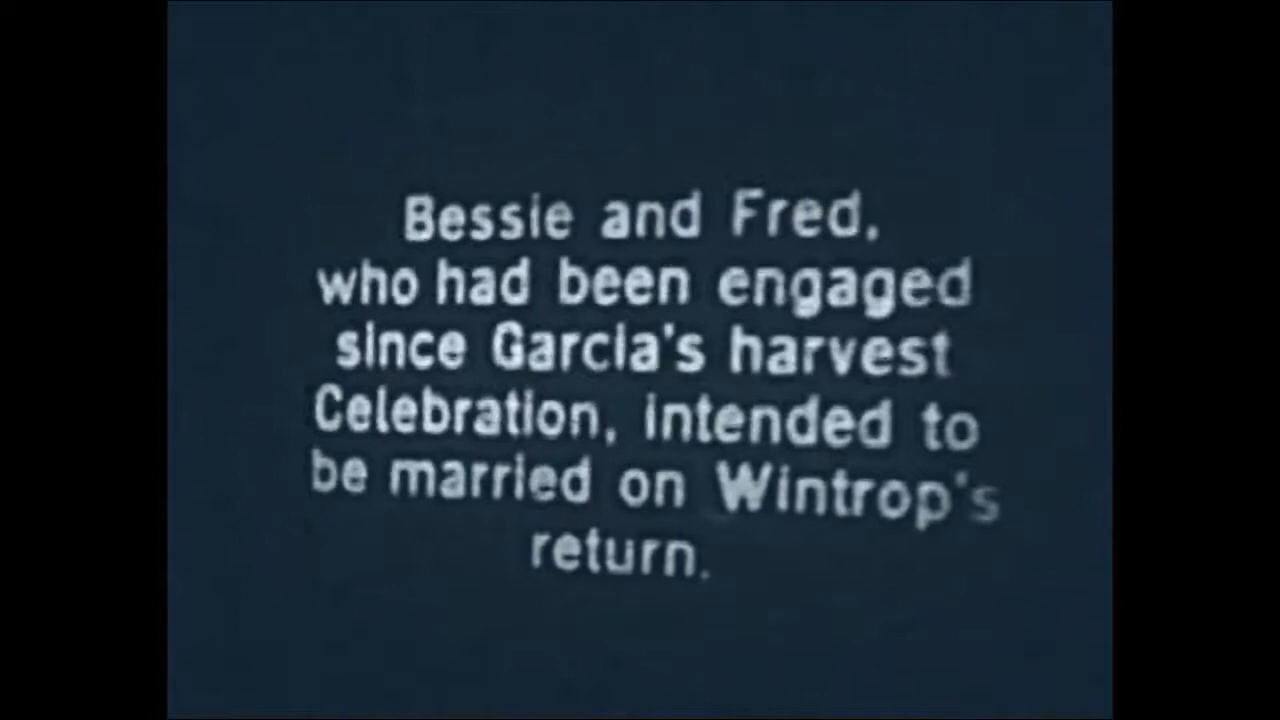 Bessie and Fred,
who had been engaged
since Garcia's harvest
Celebration, intended to
be married on Wintrop's
return.